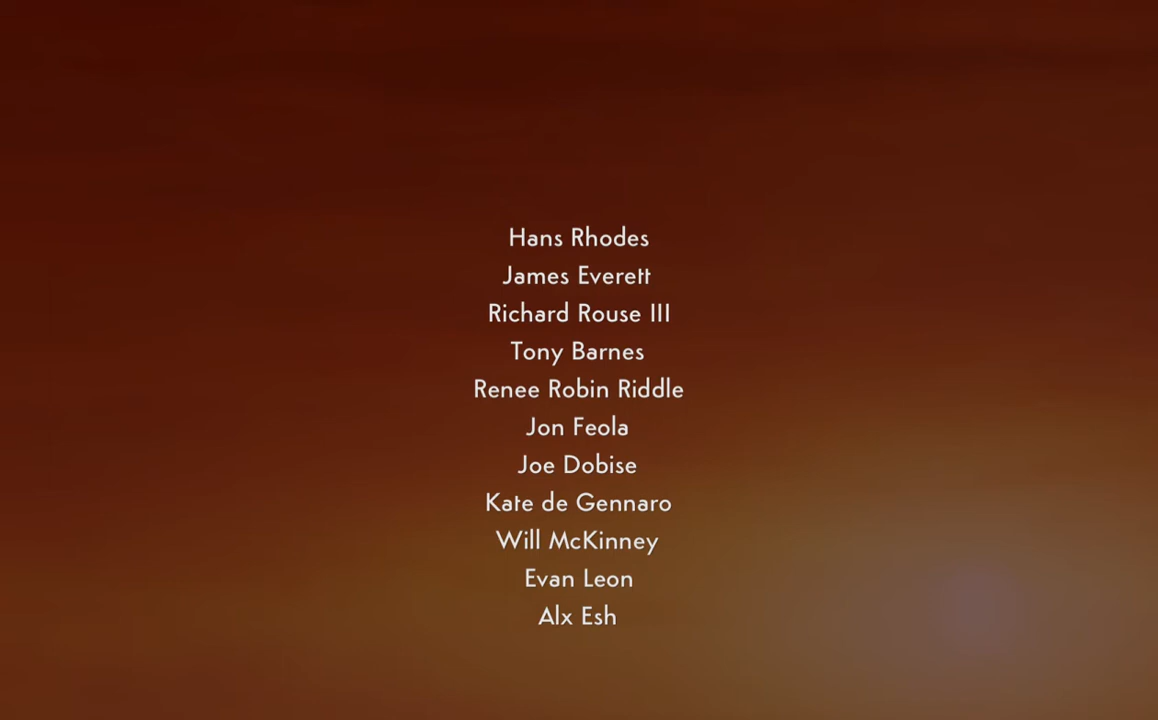 Hans Rhodes
James Everett
Richard Rouse III
Tony Barnes
Renee Robin Riddle
Jon Feola
Joe Dobise
Kate de Gennaro
Will McKinney
Evan Leon
Alx Esh